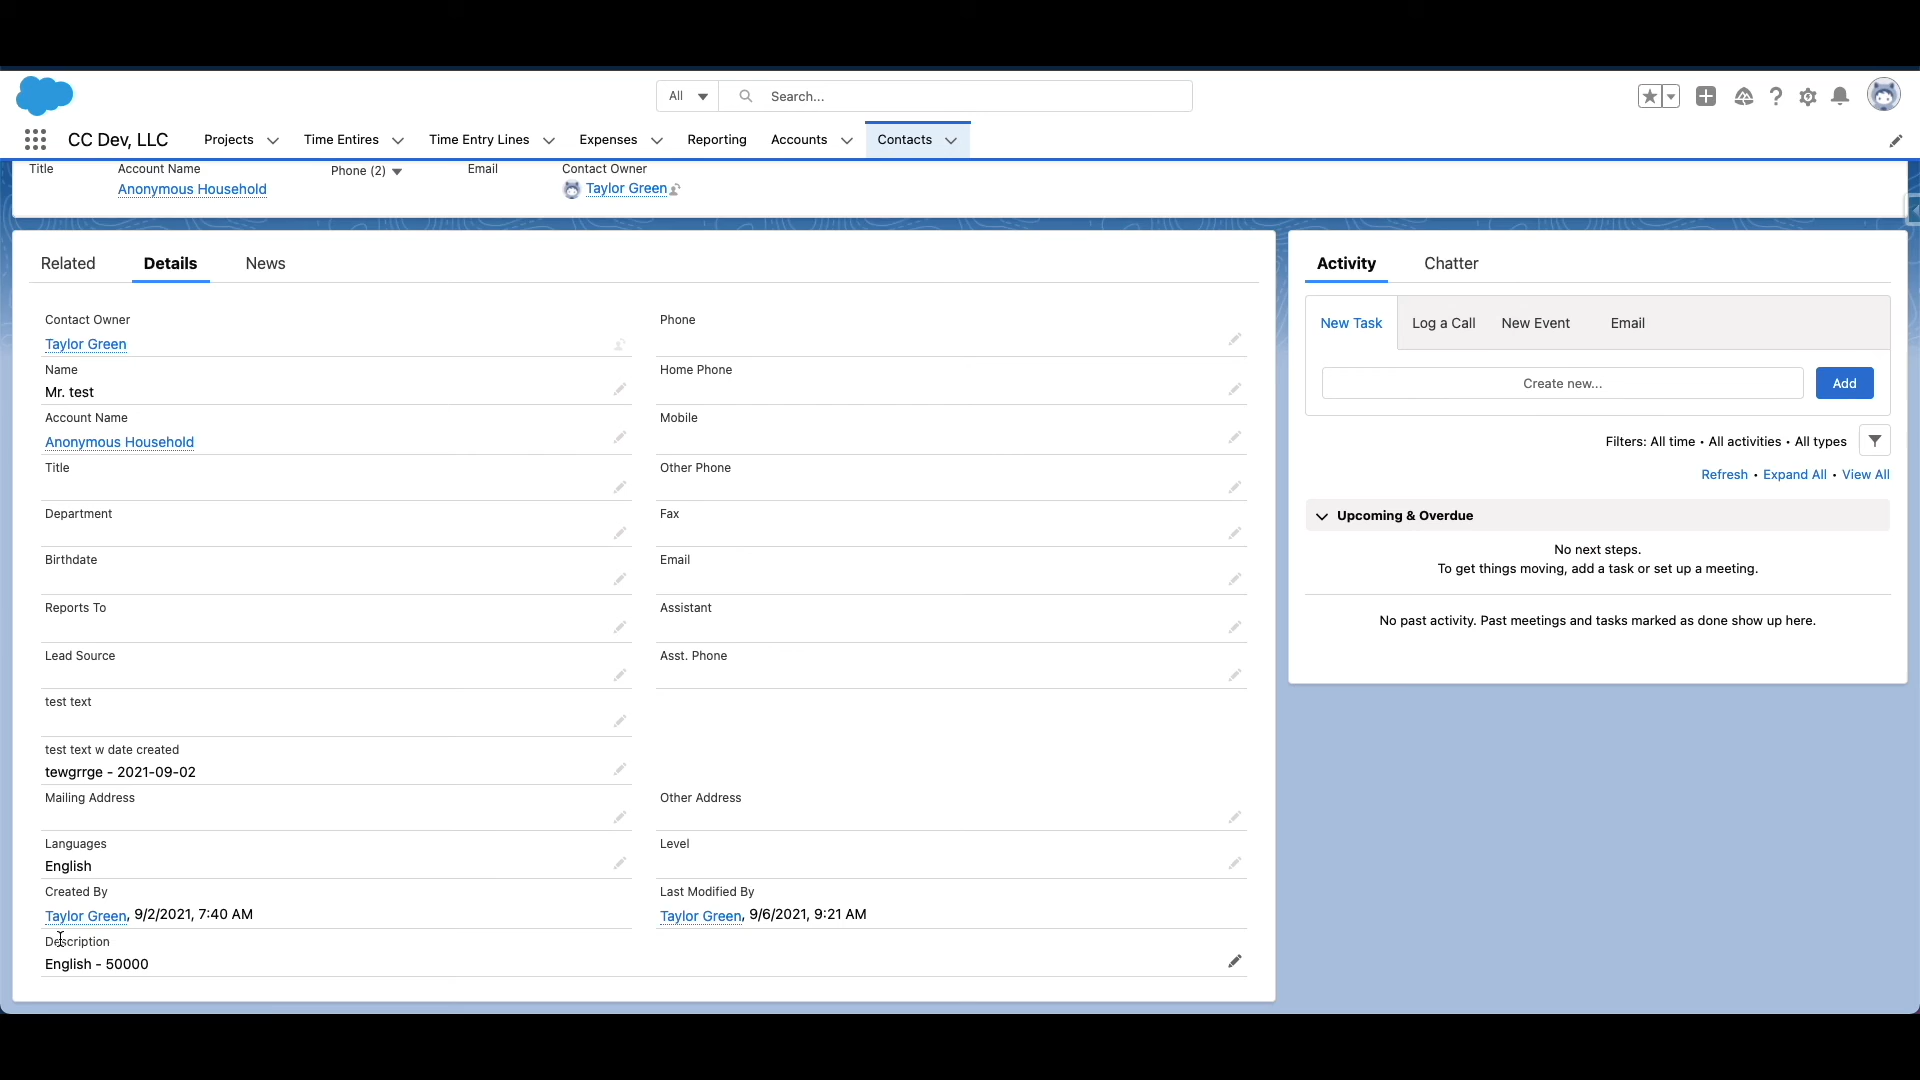 All
Search...
CC Dev, LLC
Projects
Time Entires
Time Entry Lines
Expenses
Reporting
Accounts
Contacts
Title
Account Name
Phone (2)
Email
Contact Owner
Anonymous Household
Taylor Green
Related
Details
News
Contact Owner
Taylor Green
Phone
Name
Mr. test
Home Phone
Account Name
Anonymous Household
Mobile
Title
Other Phone
Department
Fax
Birthdate
Email
Reports To
Assistant
Lead Source
Asst. Phone
test text
test text w date created
tewgrrge - 2021-09-02
Mailing Address
Other Address
Languages
English
Level
Created By
Taylor Green, 9/2/2021, 7:40 AM
Last Modified By
Taylor Green, 9/6/2021, 9:21 AM
Description
English - 50000
Activity
Chatter
New Task
Log a Call
New Event
Email
Create new...
Add
Filters: All time • All activities • All types
Refresh • Expand All • View All
Upcoming & Overdue
No next steps.
To get things moving, add a task or set up a meeting.
No past activity. Past meetings and tasks marked as done show up here.